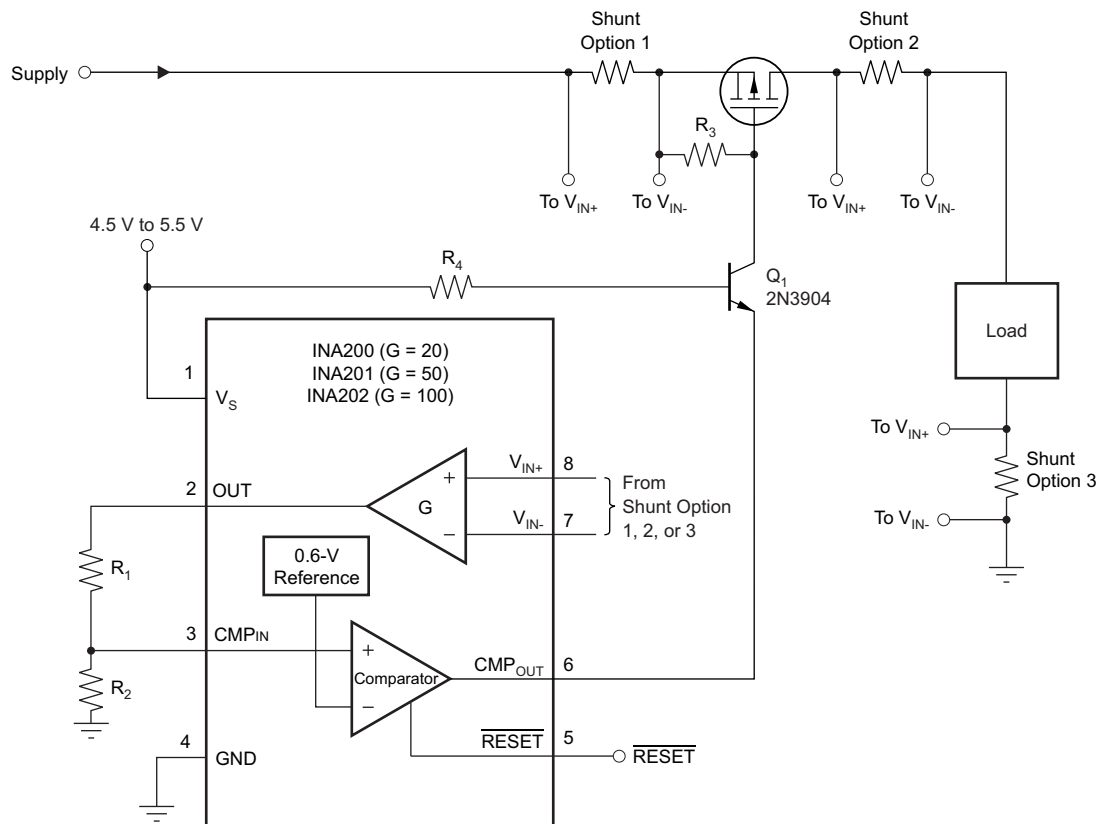 Shunt
Option 1
Shunt
Option 2
Supply
R3
To VIN+
To VIN-
To VIN+
To VIN-
4.5 V to 5.5 V
R4
Q1
2N3904
Load
INA200 (G = 20)
INA201 (G = 50)
INA202 (G = 100)
1
VS
To VIN+
Shunt
Option 3
To VIN-
2
OUT
+
G
−
VIN+
8
VIN-
7
From
Shunt Option
1, 2, or 3
R1
0.6-V
Reference
3
CMPIN
+
Comparator
−
CMPOUT
6
R2
4
GND
RESET
5
RESET